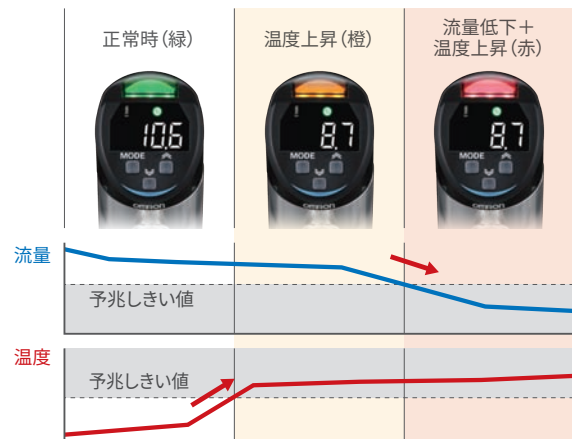 正常時（緑）
温度上昇（橙）
流量低下＋
温度上昇（赤）
10.6
MODE
OMRON
8.7
MODE
OMRON
8.7
MODE
OMRON
流量
予兆しきい値
温度
予兆しきい値